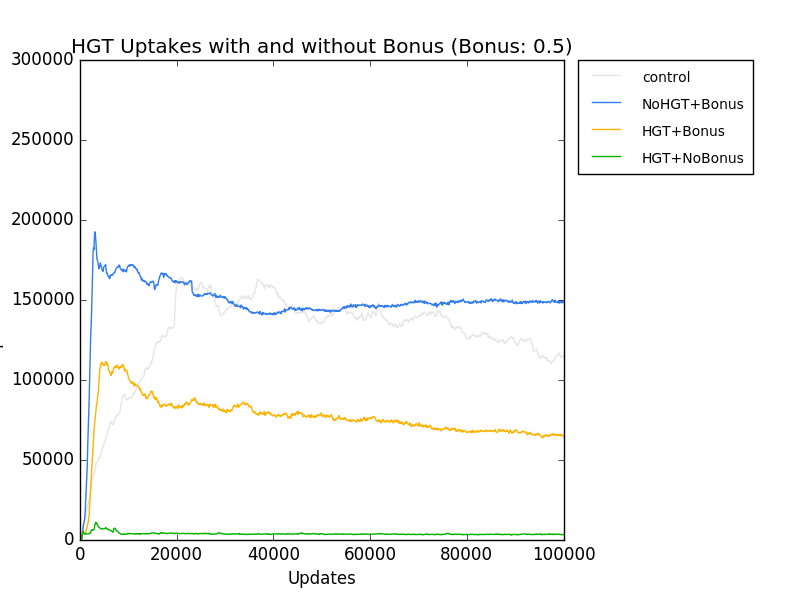 HGT Uptakes with and without Bonus (Bonus: 0.5)
300000
250000
200000
150000
100000
50000
0
0 20000 40000 60000 80000 100000
Updates
control
NoHGT+Bonus
HGT+Bonus
HGT+NoBonus